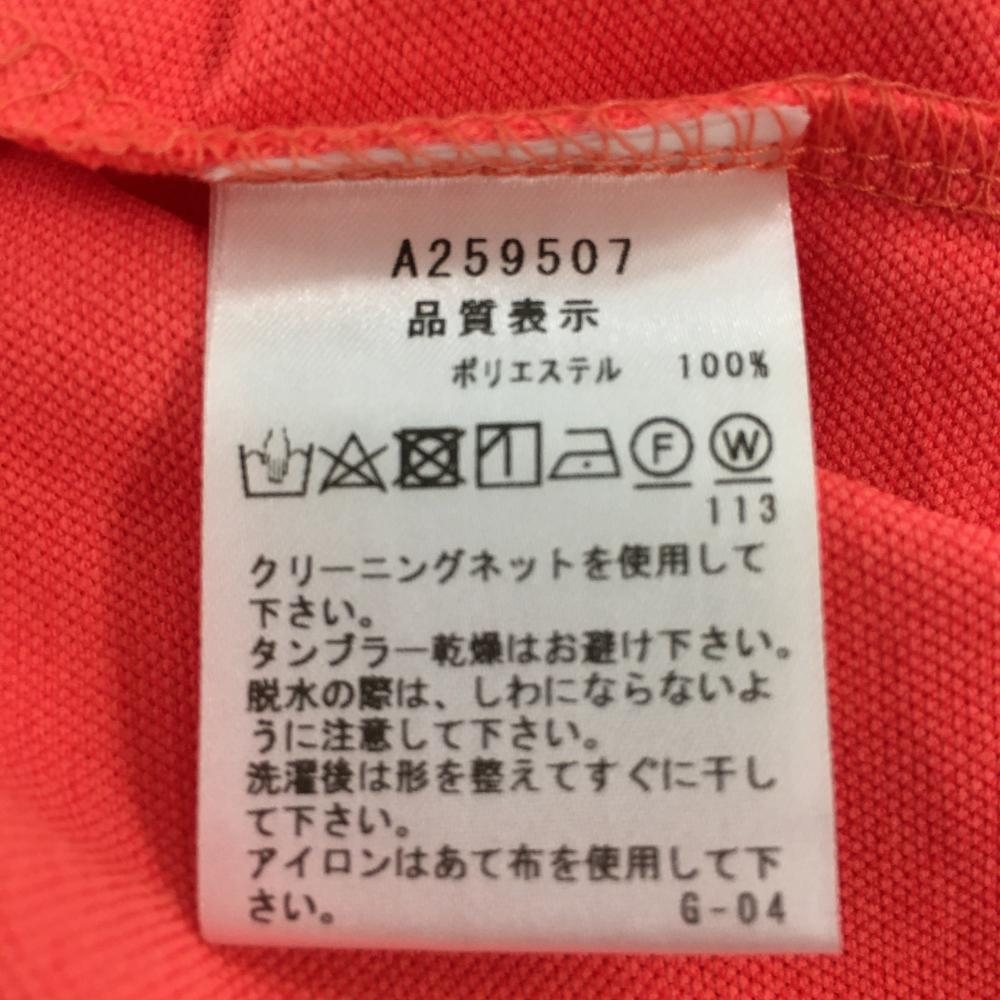 A259507
品質表示
ポリエステル 100%
F W
113
クリーニングネットを使用して
下さい。
タンブラー乾燥はお避け下さい。
脱水の際は、しわにならないよ
うに注意して下さい。
洗濯後は形を整えてすぐに干し
て下さい。
アイロンはあて布を使用して下
さい。 G-04